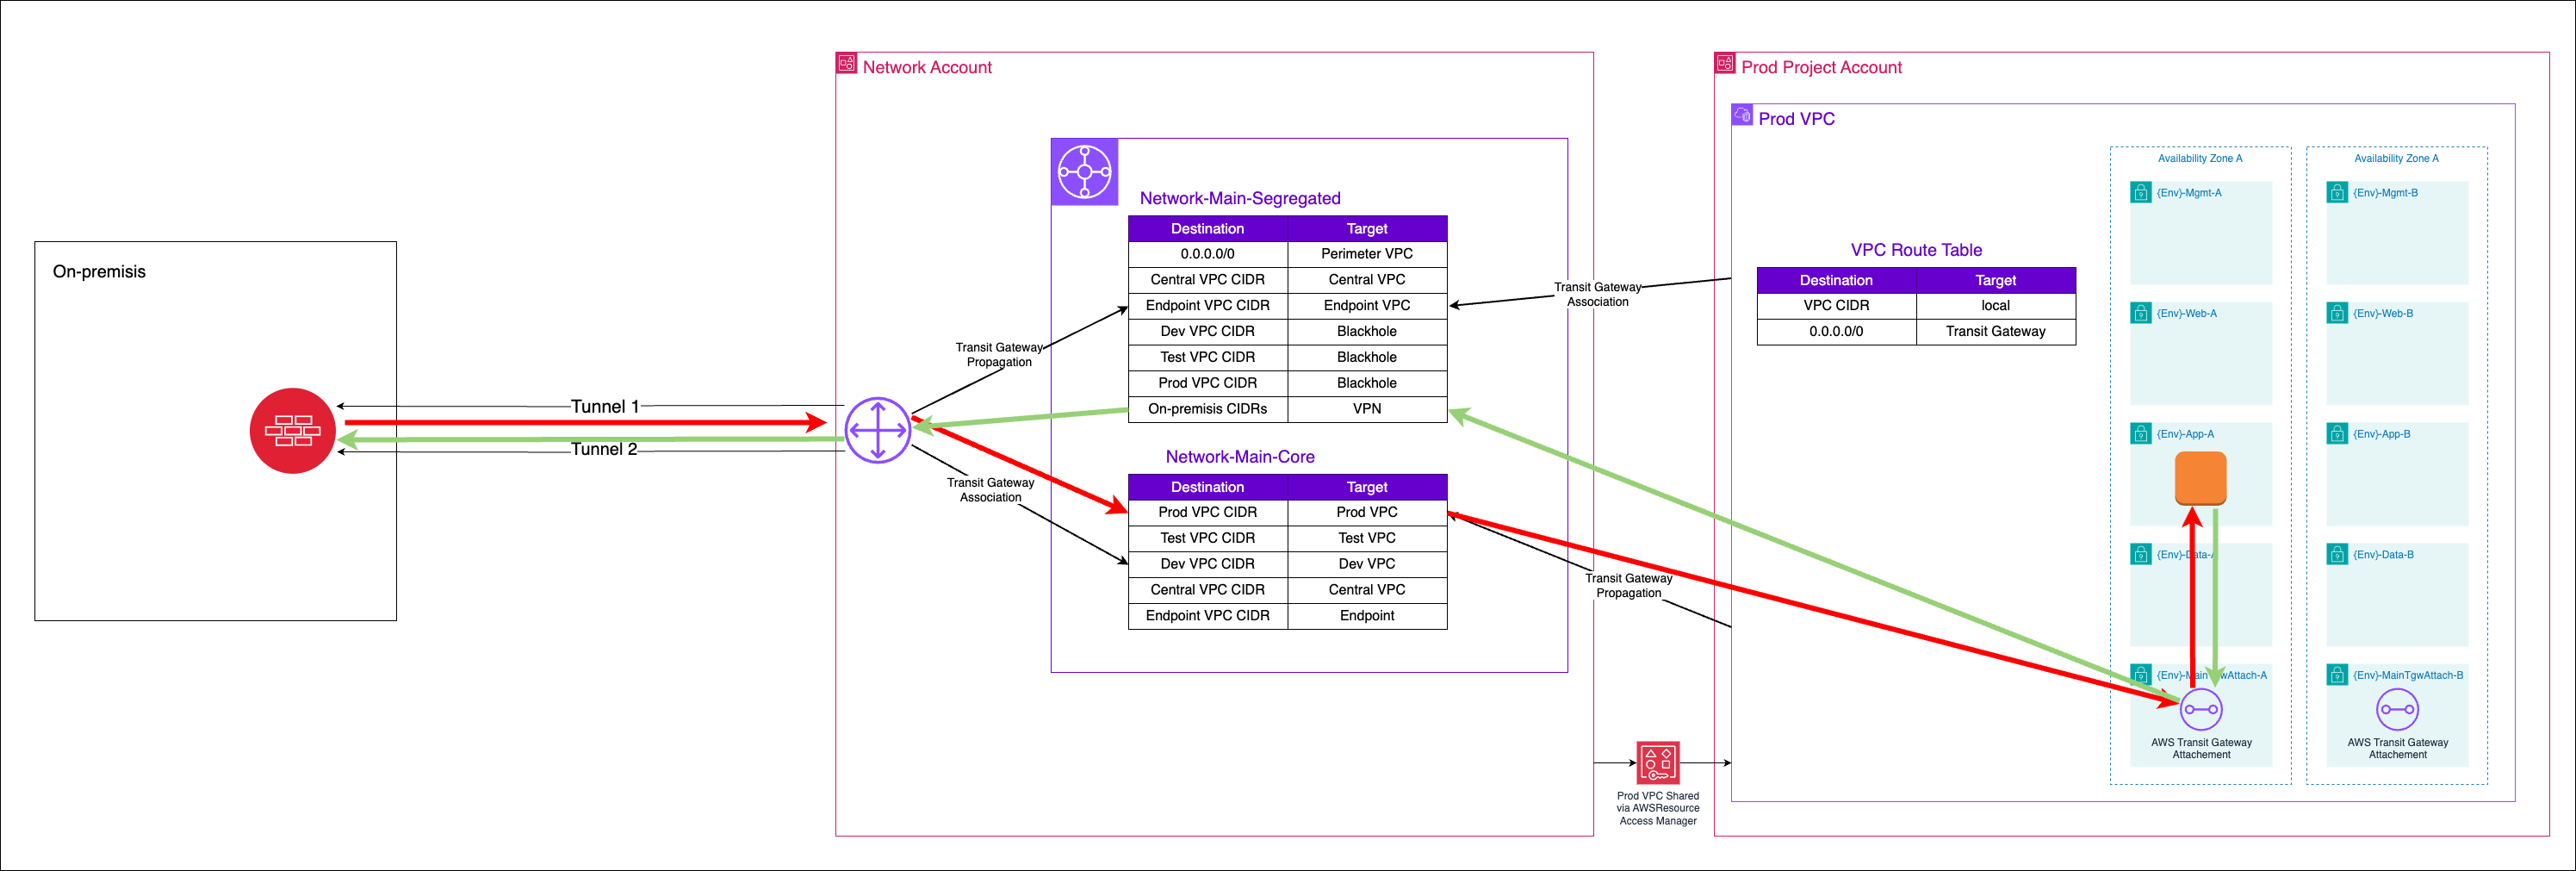 On-premisis
Tunnel 1
Tunnel 2
Network Account
Transit Gateway
Propagation
Transit Gateway
Association
Network-Main-Segregated
Destination Target
0.0.0.0/0 Perimeter VPC
Central VPC CIDR Central VPC
Endpoint VPC CIDR Endpoint VPC
Dev VPC CIDR Blackhole
Test VPC CIDR Blackhole
Prod VPC CIDR Blackhole
On-premisis CIDRs VPN
Network-Main-Core
Destination Target
Prod VPC CIDR Prod VPC
Test VPC CIDR Test VPC
Dev VPC CIDR Dev VPC
Central VPC CIDR Central VPC
Endpoint VPC CIDR Endpoint
Transit Gateway
Association
Transit Gateway
Propagation
Prod VPC Shared
via AWSResource
Access Manager
Prod Project Account
Prod VPC
VPC Route Table
Destination Target
VPC CIDR local
0.0.0.0/0 Transit Gateway
Availability Zone A
{Env}-Mgmt-A
{Env}-Web-A
{Env}-App-A
{Env}-Data-A
{Env}-MainTgwAttach-A
AWS Transit Gateway
Attachement
Availability Zone A
{Env}-Mgmt-B
{Env}-Web-B
{Env}-App-B
{Env}-Data-B
{Env}-MainTgwAttach-B
AWS Transit Gateway
Attachement